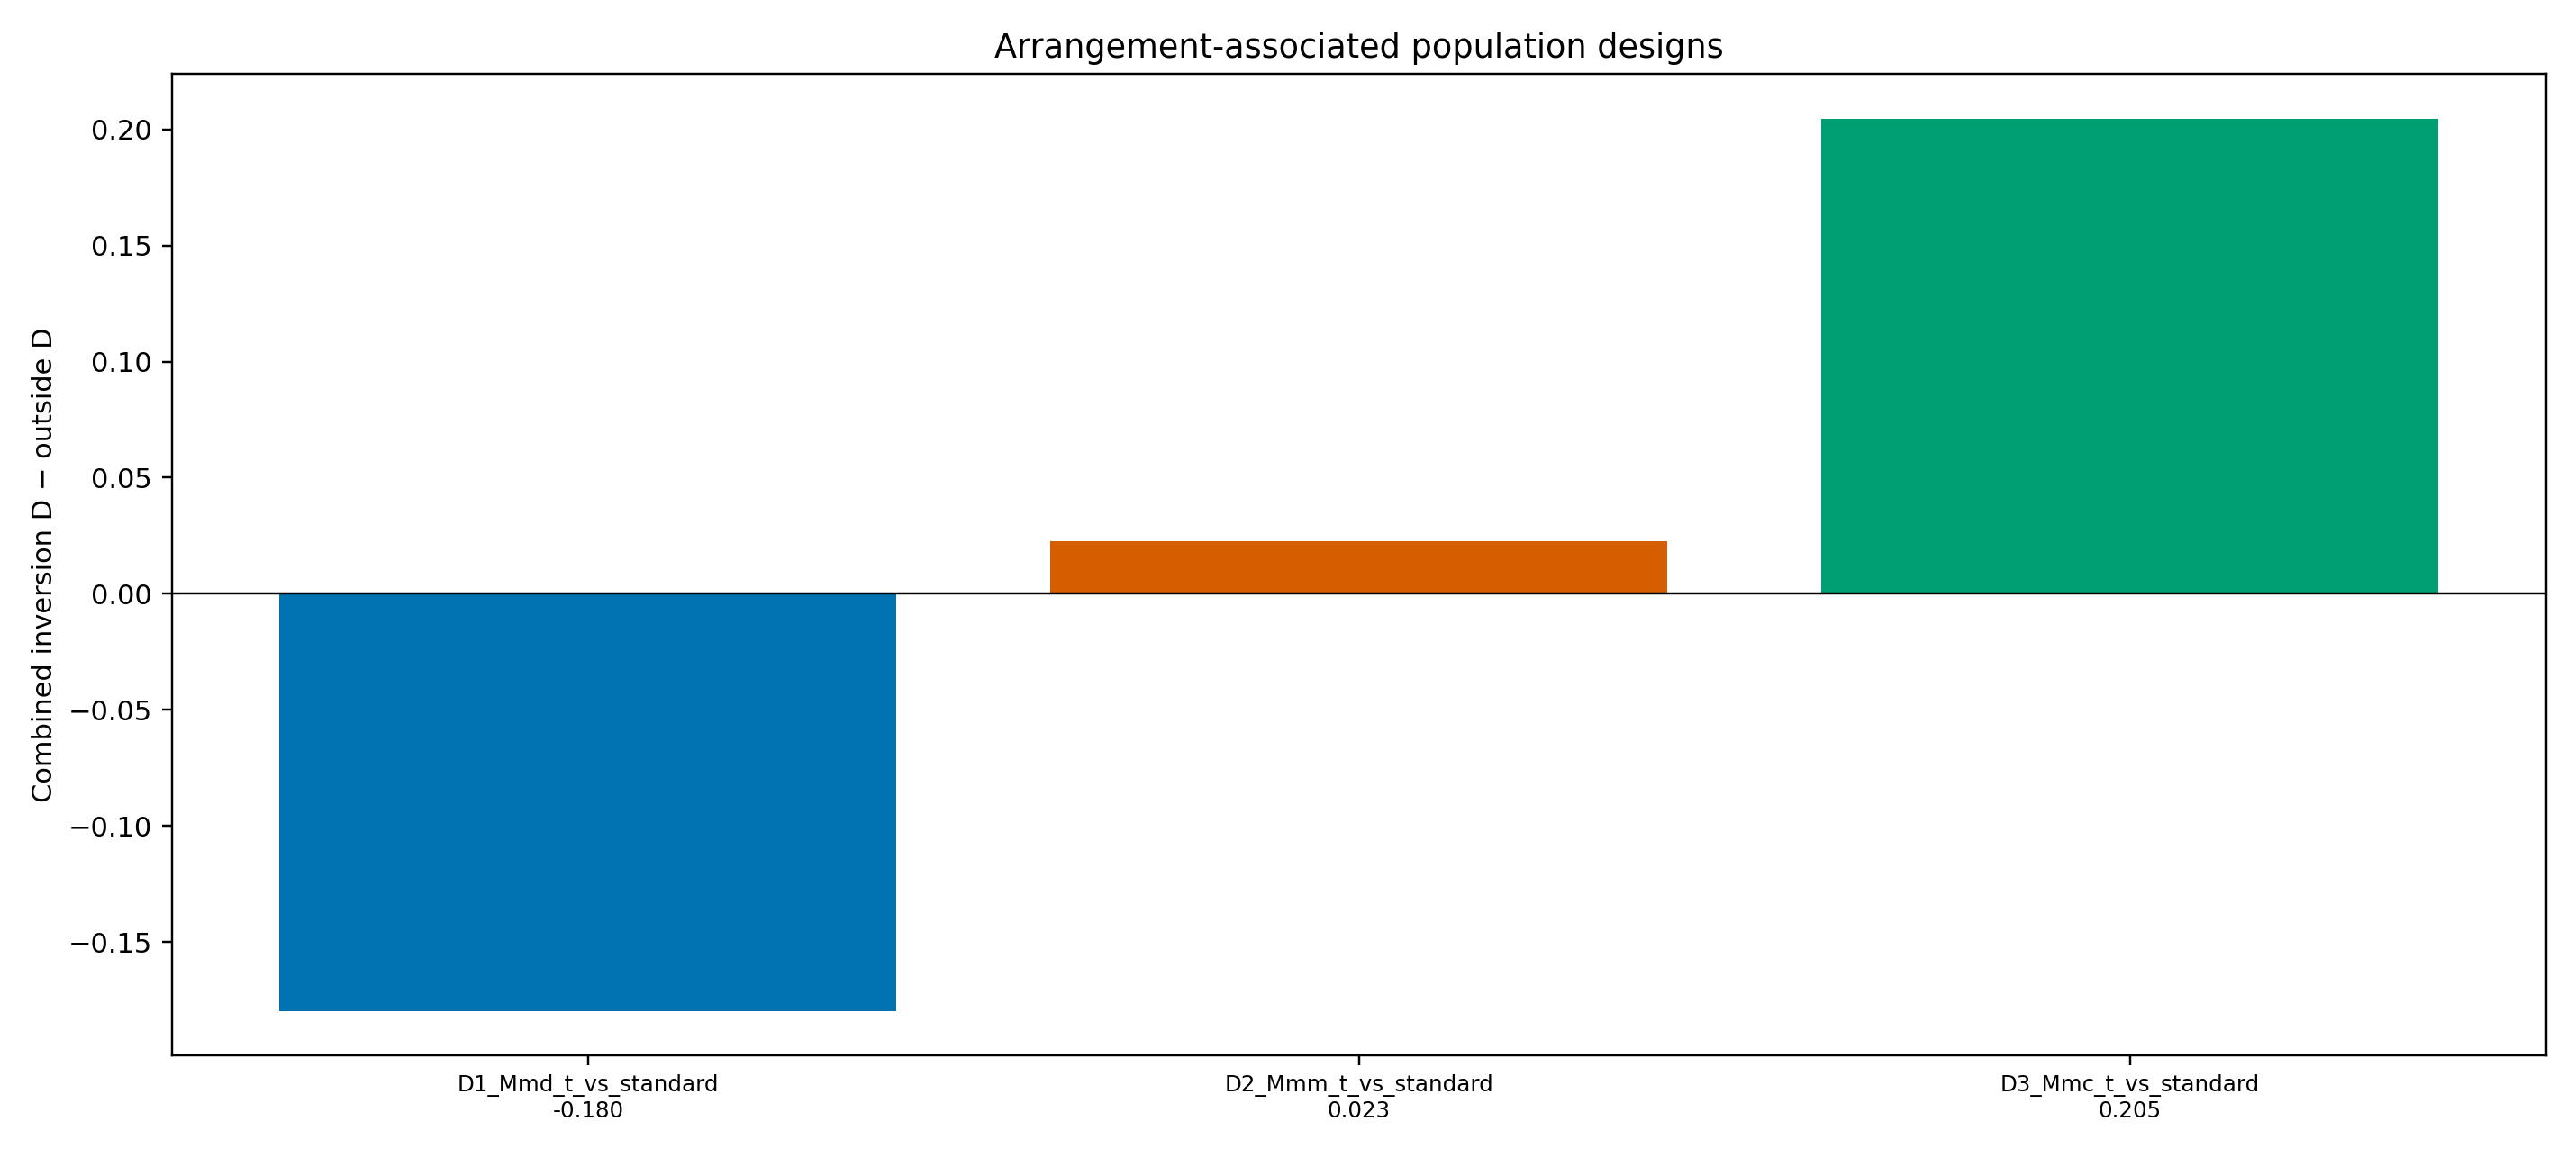 Arrangement-associated population designs
Combined inversion D − outside D
0.20
0.15
0.10
0.05
0.00
−0.05
−0.10
−0.15
D1_Mmd_t_vs_standard
-0.180
D2_Mmm_t_vs_standard
0.023
D3_Mmc_t_vs_standard
0.205